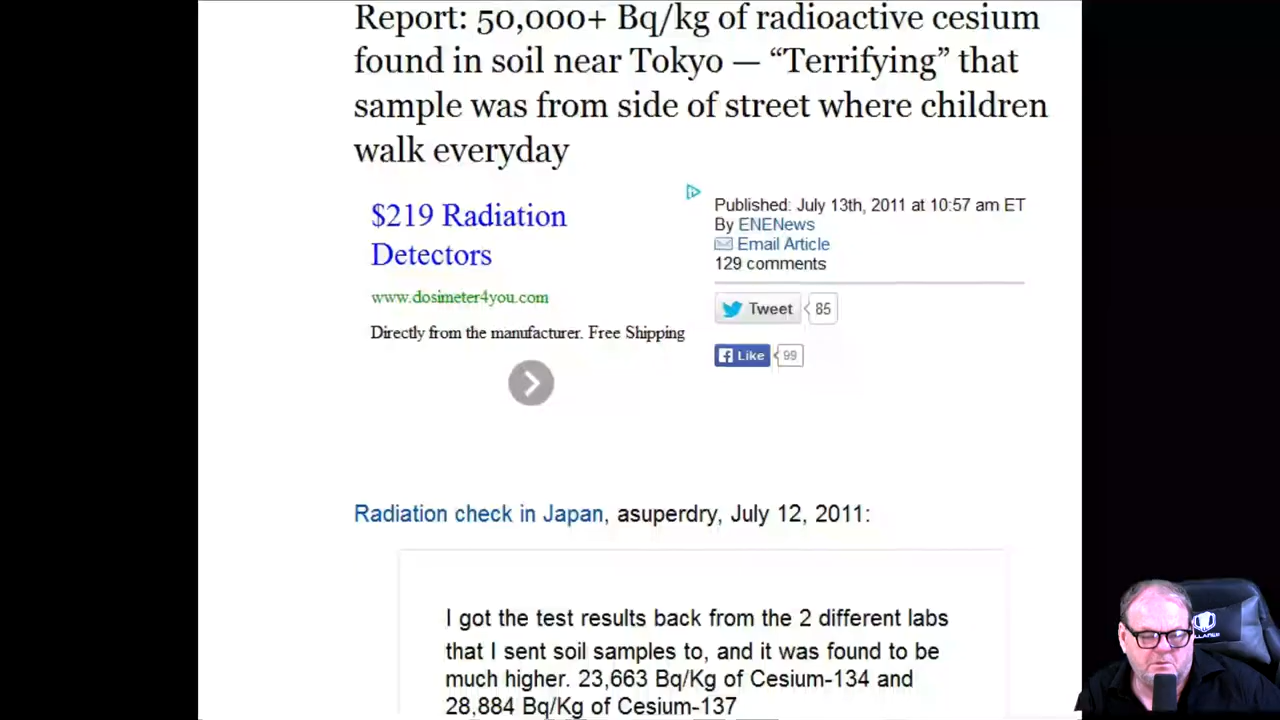 Report: 50,000+ Bq/kg of radioactive cesium
found in soil near Tokyo — “Terrifying” that
sample was from side of street where children
walk everyday
$219 Radiation
Detectors
www.dosimeter4you.com
Directly from the manufacturer. Free Shipping
Published: July 13th, 2011 at 10:57 am ET
By ENENews
Email Article
129 comments
Tweet 85
Like 99
Radiation check in Japan, asuperdry, July 12, 2011:
I got the test results back from the 2 different labs
that I sent soil samples to, and it was found to be
much higher. 23,663 Bq/Kg of Cesium-134 and
28,884 Bq/Kg of Cesium-137